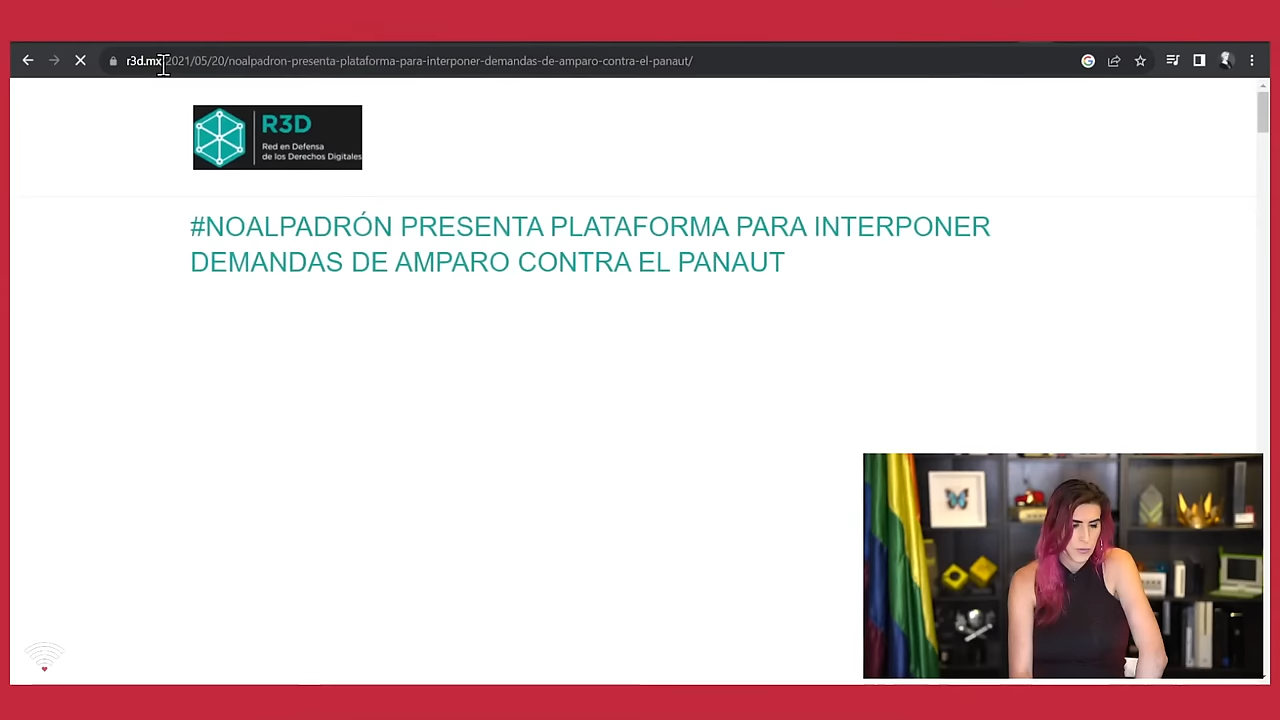 r3d.mx/2021/05/20/noalpadron-presenta-plataforma-para-interponer-demandas-de-amparo-contra-el-panaut/
R3D
Red en Defensa
de los Derechos Digitales
#NOALPADRÓN PRESENTA PLATAFORMA PARA INTERPONER
DEMANDAS DE AMPARO CONTRA EL PANAUT